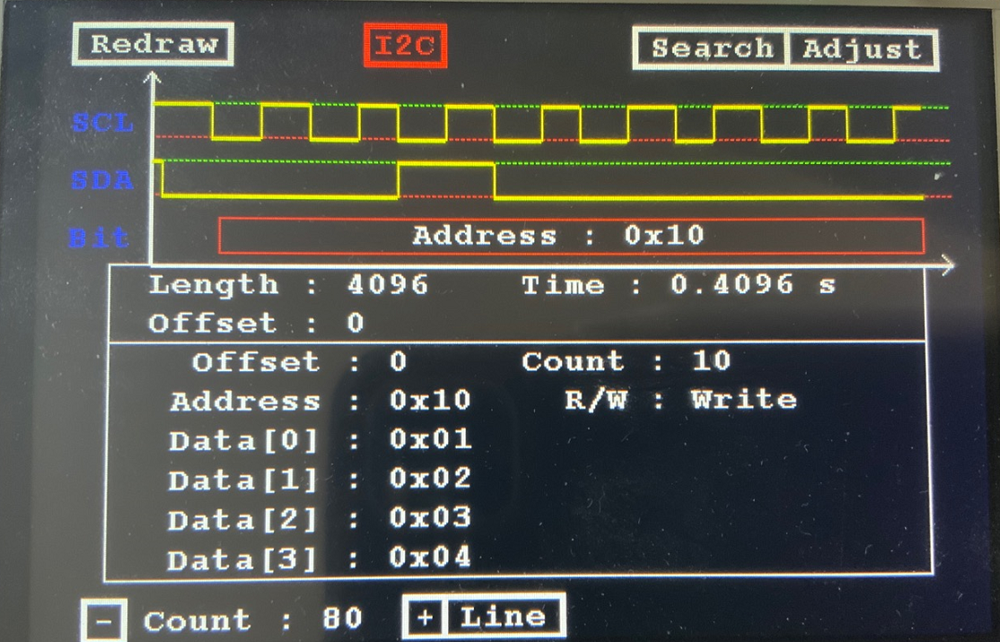 Redraw I2C Search Adjust
SCL
SDA
Bit Address : 0x10
Length : 4096 Time : 0.4096 s
Offset : 0
Offset : 0 Count : 10
Address : 0x10 R/W : Write
Data[0] : 0x01
Data[1] : 0x02
Data[2] : 0x03
Data[3] : 0x04
- Count : 80 + Line